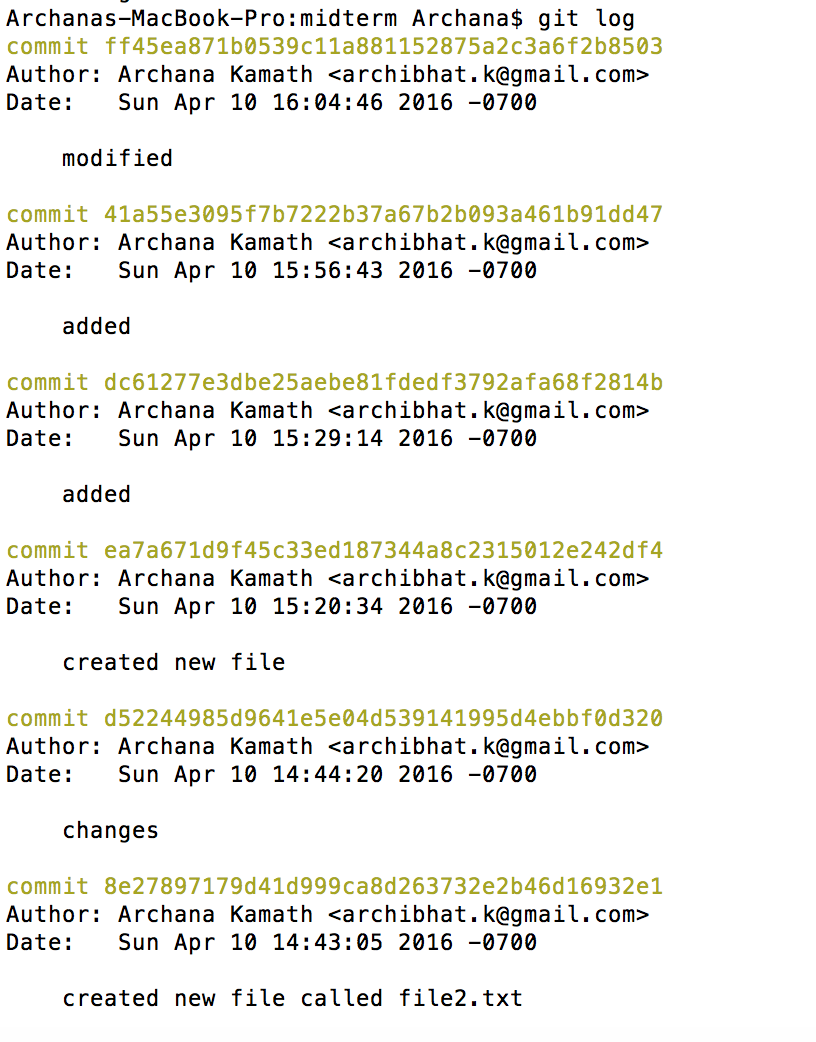 Archanas-MacBook-Pro:midterm Archana$ git log
commit ff45ea871b0539c11a881152875a2c3a6f2b8503
Author: Archana Kamath <archibhat.k@gmail.com>
Date:   Sun Apr 10 16:04:46 2016 -0700
modified
commit 41a55e3095f7b7222b37a67b2b093a461b91dd47
Author: Archana Kamath <archibhat.k@gmail.com>
Date:   Sun Apr 10 15:56:43 2016 -0700
added
commit dc61277e3dbe25aebe81fdedf3792afa68f2814b
Author: Archana Kamath <archibhat.k@gmail.com>
Date:   Sun Apr 10 15:29:14 2016 -0700
added
commit ea7a671d9f45c33ed187344a8c2315012e242df4
Author: Archana Kamath <archibhat.k@gmail.com>
Date:   Sun Apr 10 15:20:34 2016 -0700
created new file
commit d52244985d9641e5e04d539141995d4ebbf0d320
Author: Archana Kamath <archibhat.k@gmail.com>
Date:   Sun Apr 10 14:44:20 2016 -0700
changes
commit 8e27897179d41d999ca8d263732e2b46d16932e1
Author: Archana Kamath <archibhat.k@gmail.com>
Date:   Sun Apr 10 14:43:05 2016 -0700
created new file called file2.txt